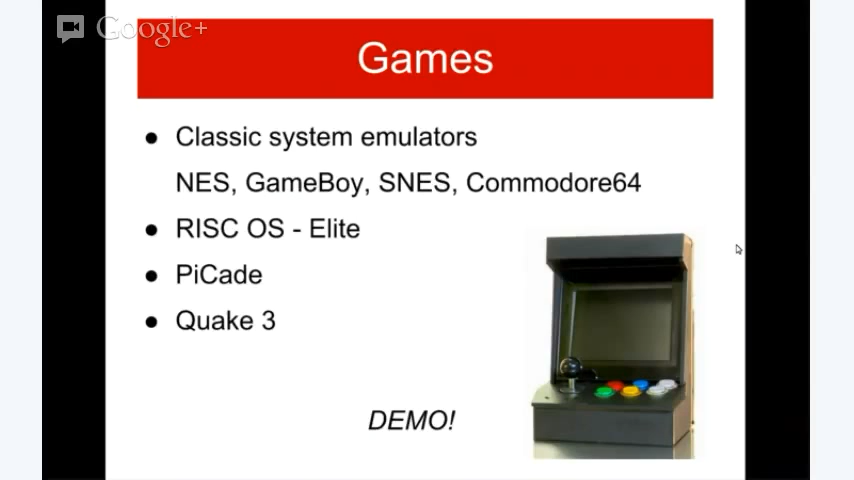 Google+
Games
● Classic system emulators
NES, GameBoy, SNES, Commodore64
● RISC OS - Elite
● PiCade
● Quake 3
DEMO!